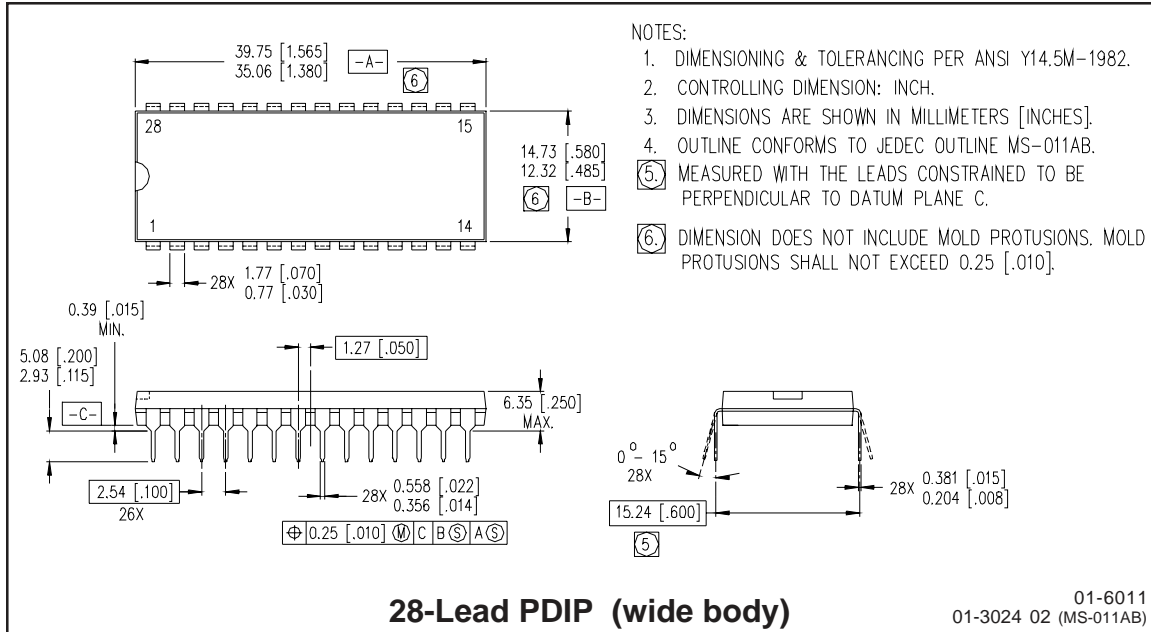 39.75 [1.565]
35.06 [1.380]
-A-
6
28
15
1
14
14.73 [.580]
12.32 [.485]
6
-B-
28X
1.77 [.070]
0.77 [.030]
NOTES:
1. DIMENSIONING & TOLERANCING PER ANSI Y14.5M-1982.
2. CONTROLLING DIMENSION: INCH.
3. DIMENSIONS ARE SHOWN IN MILLIMETERS [INCHES].
4. OUTLINE CONFORMS TO JEDEC OUTLINE MS-011AB.
5. MEASURED WITH THE LEADS CONSTRAINED TO BE
PERPENDICULAR TO DATUM PLANE C.
6. DIMENSION DOES NOT INCLUDE MOLD PROTUSIONS. MOLD
PROTUSIONS SHALL NOT EXCEED 0.25 [.010].
0.39 [.015]
MIN.
5.08 [.200]
2.93 [.115]
-C-
1.27 [.050]
6.35 [.250]
MAX.
2.54 [.100]
26X
28X
0.558 [.022]
0.356 [.014]
⌖ 0.25 [.010] Ⓜ C B Ⓢ A Ⓢ
0° - 15°
28X
28X
0.381 [.015]
0.204 [.008]
15.24 [.600]
5
28-Lead PDIP (wide body)
01-6011
01-3024 02 (MS-011AB)